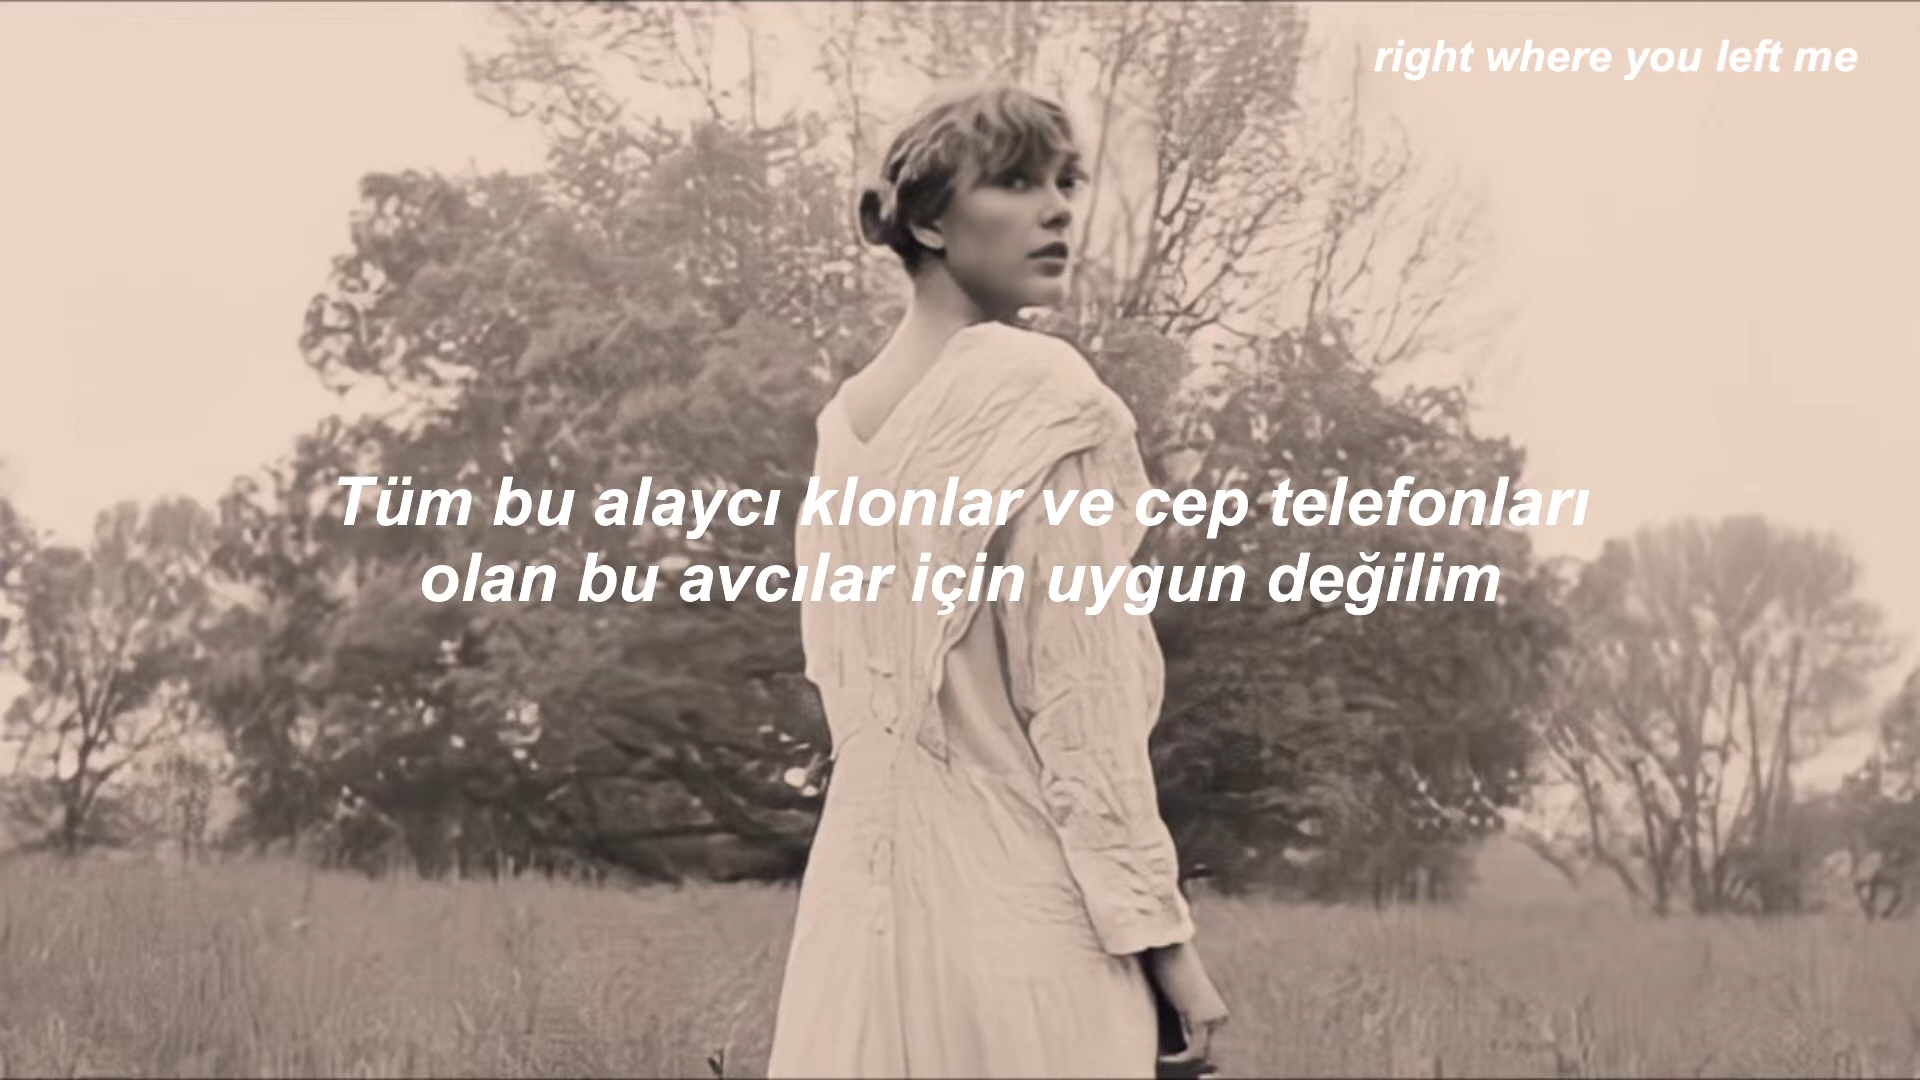 right where you left me
Tüm bu alaycı klonlar ve cep telefonları
olan bu avcılar için uygun değilim